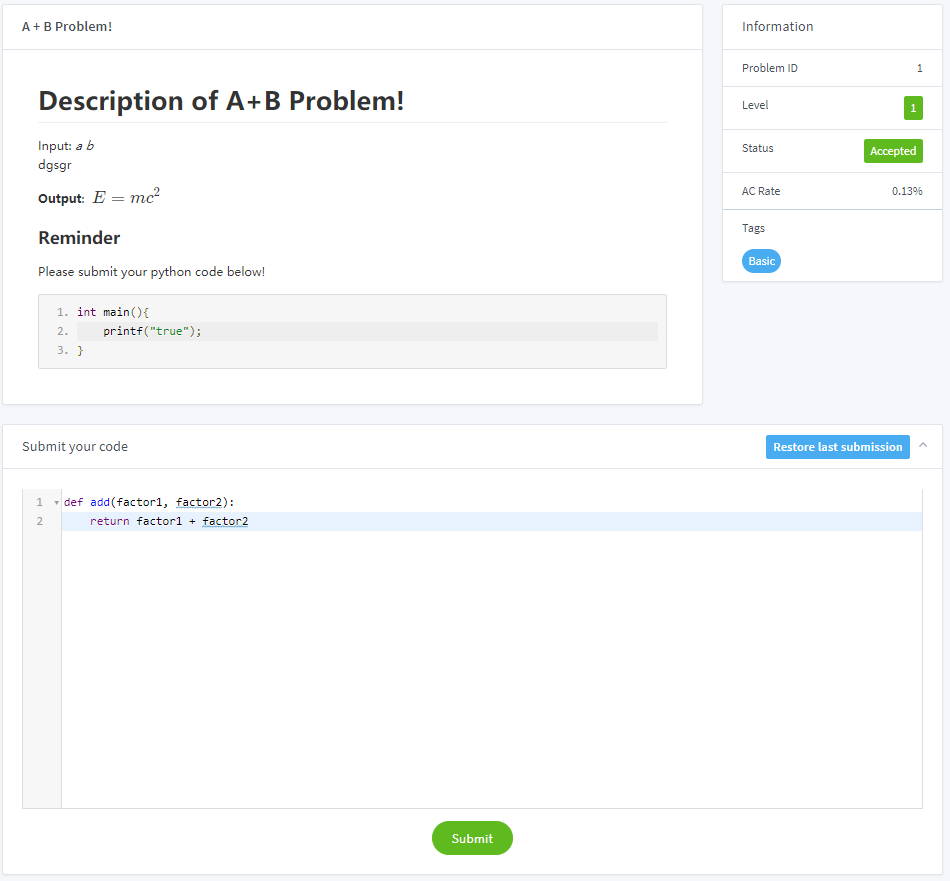 A + B Problem!
Description of A+B Problem!
Input: a b
dgsgr
Output: E = mc²
Reminder
Please submit your python code below!
1. int main(){
2. printf("true");
3. }
Information
Problem ID 1
Level 1
Status Accepted
AC Rate 0.13%
Tags
Basic
Submit your code
Restore last submission
1 def add(factor1, factor2):
2 return factor1 + factor2
Submit